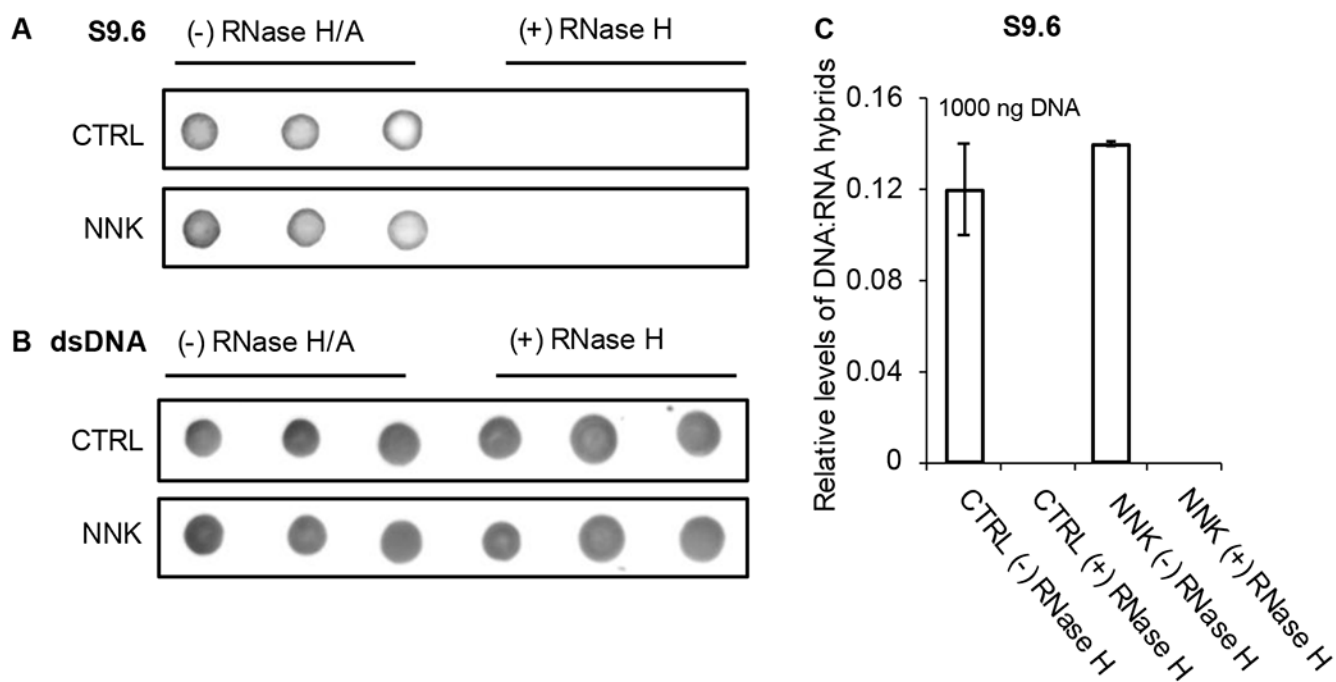 A S9.6 (-) RNase H/A (+) RNase H
CTRL
NNK
B dsDNA (-) RNase H/A (+) RNase H
CTRL
NNK
C S9.6
Relative levels of DNA:RNA hybrids
0.16
0.12
0.08
0.04
0
1000 ng DNA
CTRL (-) RNase H
CTRL (+) RNase H
NNK (-) RNase H
NNK (+) RNase H